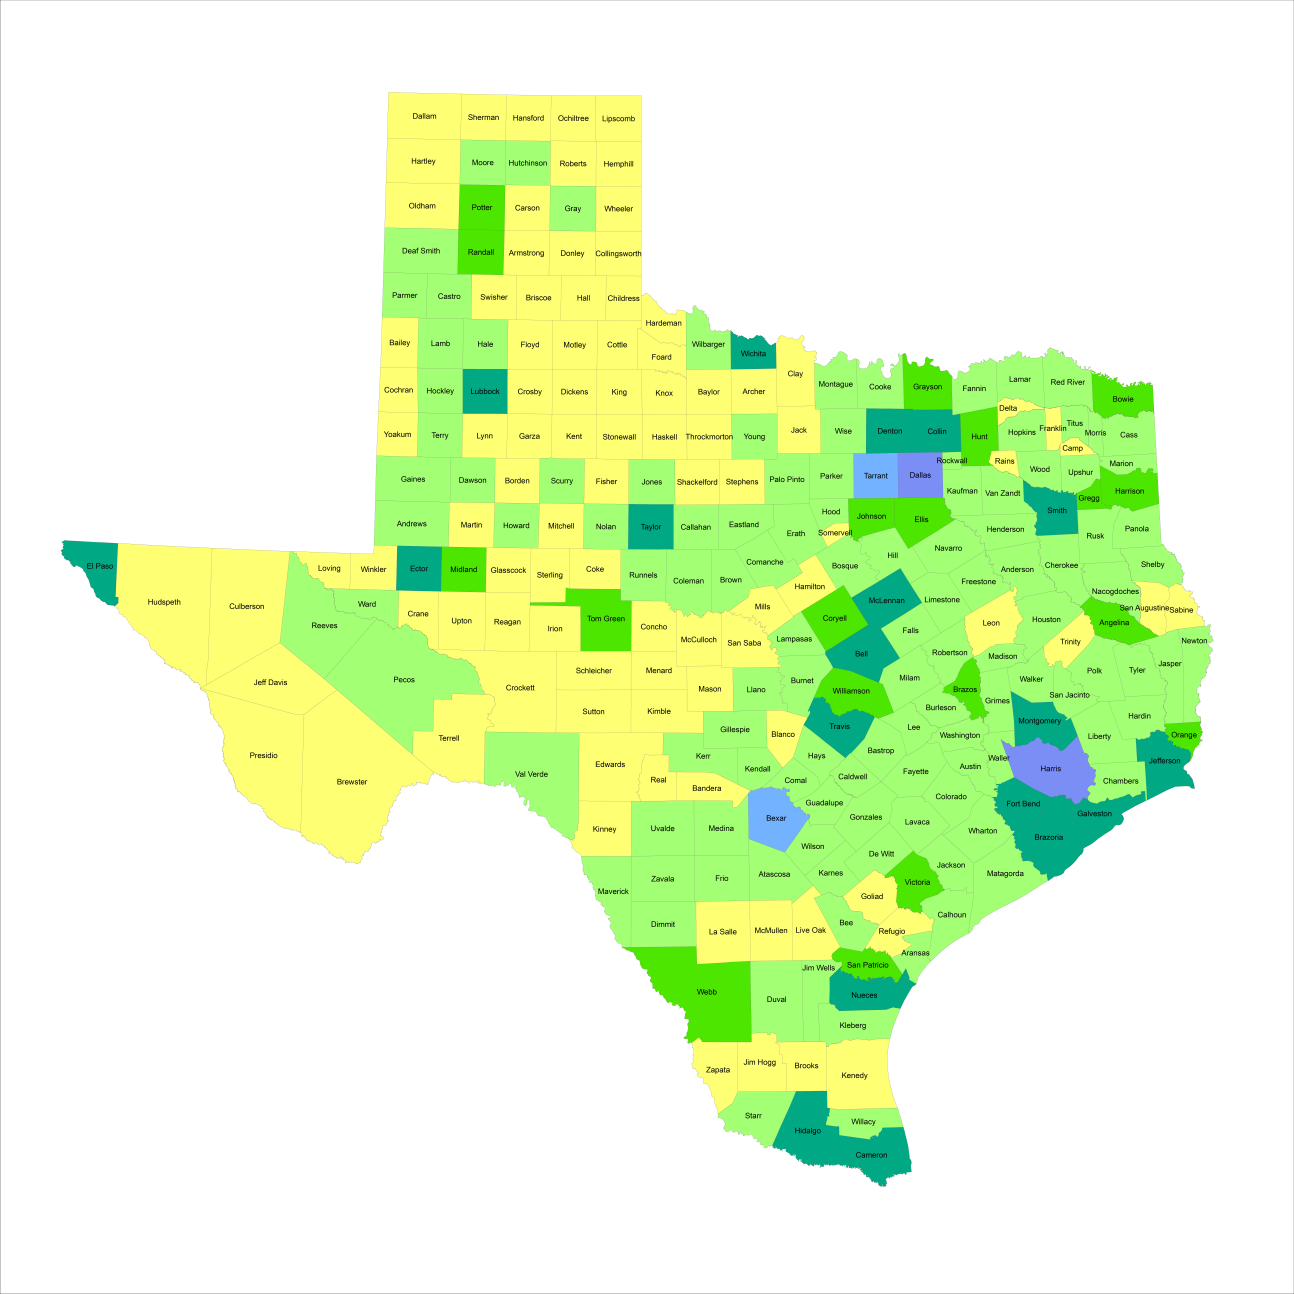 Dallam
Sherman
Hansford
Ochiltree
Lipscomb
Hartley
Moore
Hutchinson
Roberts
Hemphill
Oldham
Potter
Carson
Gray
Wheeler
Deaf Smith
Randall
Armstrong
Donley
Collingsworth
Parmer
Castro
Swisher
Briscoe
Hall
Childress
Hardeman
Bailey
Lamb
Hale
Floyd
Motley
Cottle
Foard
Wilbarger
Wichita
Clay
Cochran
Hockley
Lubbock
Crosby
Dickens
King
Knox
Baylor
Archer
Montague
Cooke
Grayson
Fannin
Lamar
Red River
Bowie
Yoakum
Terry
Lynn
Garza
Kent
Stonewall
Haskell
Throckmorton
Young
Jack
Wise
Denton
Collin
Hunt
Delta
Hopkins
Franklin
Titus
Morris
Cass
Camp
Gaines
Dawson
Borden
Scurry
Fisher
Jones
Shackelford
Stephens
Palo Pinto
Parker
Tarrant
Dallas
Rockwall
Rains
Wood
Upshur
Marion
Kaufman
Van Zandt
Gregg
Harrison
Andrews
Martin
Howard
Mitchell
Nolan
Taylor
Callahan
Eastland
Erath
Hood
Somervell
Johnson
Ellis
Henderson
Smith
Rusk
Panola
El Paso
Hudspeth
Culberson
Loving
Winkler
Ector
Midland
Glasscock
Sterling
Coke
Runnels
Coleman
Brown
Comanche
Hamilton
Bosque
Hill
Navarro
Freestone
Anderson
Cherokee
Shelby
Nacogdoches
San Augustine
Sabine
Reeves
Ward
Crane
Upton
Reagan
Irion
Tom Green
Concho
McCulloch
San Saba
Mills
Lampasas
Coryell
McLennan
Limestone
Falls
Leon
Houston
Angelina
Trinity
Newton
Jeff Davis
Pecos
Crockett
Schleicher
Menard
Mason
Llano
Burnet
Bell
Williamson
Milam
Robertson
Brazos
Madison
Walker
Polk
Tyler
Jasper
San Jacinto
Presidio
Brewster
Terrell
Sutton
Kimble
Gillespie
Blanco
Travis
Lee
Burleson
Grimes
Montgomery
Liberty
Hardin
Orange
Val Verde
Edwards
Real
Kerr
Kendall
Bandera
Hays
Comal
Bastrop
Caldwell
Washington
Fayette
Austin
Waller
Harris
Chambers
Jefferson
Kinney
Uvalde
Medina
Bexar
Guadalupe
Gonzales
Lavaca
Colorado
Wharton
Fort Bend
Galveston
Brazoria
Maverick
Zavala
Frio
Atascosa
Wilson
Karnes
De Witt
Victoria
Jackson
Matagorda
Dimmit
La Salle
McMullen
Live Oak
Bee
Goliad
Refugio
Calhoun
Aransas
Webb
Duval
Jim Wells
San Patricio
Nueces
Kleberg
Zapata
Jim Hogg
Brooks
Kenedy
Starr
Hidalgo
Willacy
Cameron